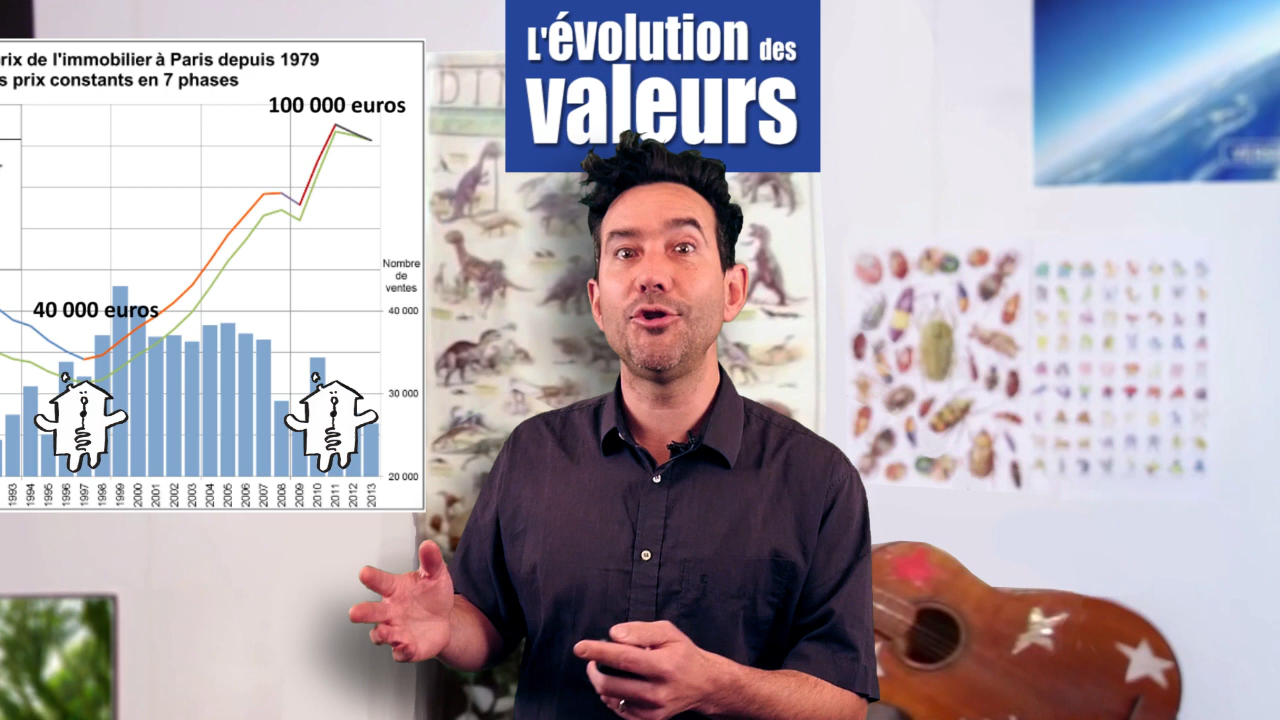 L'évolution des
valeurs
rix de l'immobilier à Paris depuis 1979
s prix constants en 7 phases
100 000 euros
40 000 euros
Nombre
de
ventes
40 000
30 000
20 000
1993 1994 1995 1996 1997 1998 1999 2000 2001 2002 2003 2004 2005 2006 2007 2008 2009 2010 2011 2012 2013